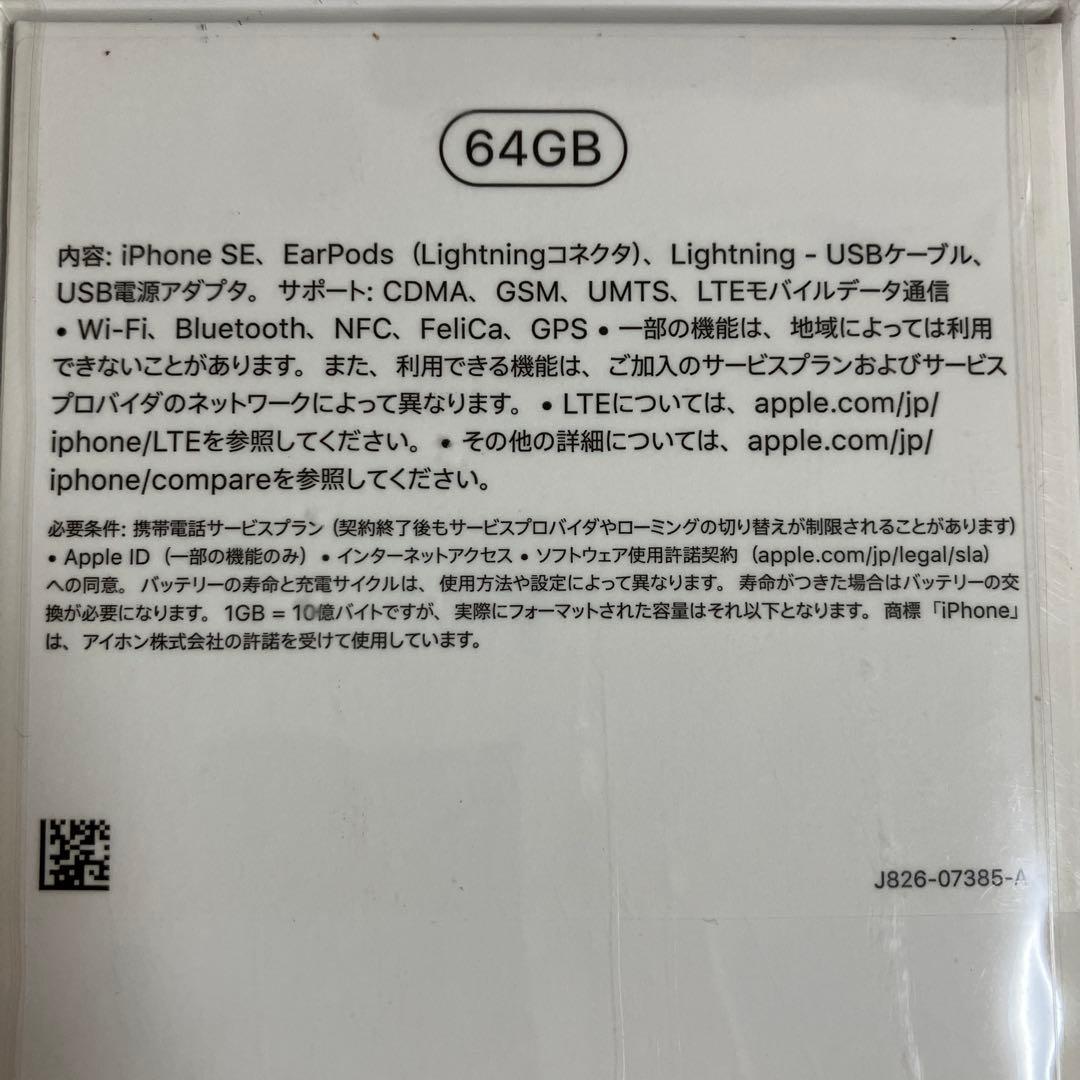 64GB
内容: iPhone SE、EarPods（Lightningコネクタ）、Lightning - USBケーブル、
USB電源アダプタ。サポート: CDMA、GSM、UMTS、LTEモバイルデータ通信
• Wi-Fi、Bluetooth、NFC、FeliCa、GPS • 一部の機能は、地域によっては利用
できないことがあります。また、利用できる機能は、ご加入のサービスプランおよびサービス
プロバイダのネットワークによって異なります。• LTEについては、apple.com/jp/
iphone/LTEを参照してください。• その他の詳細については、apple.com/jp/
iphone/compareを参照してください。
必要条件: 携帯電話サービスプラン（契約終了後もサービスプロバイダやローミングの切り替えが制限されることがあります）
• Apple ID（一部の機能のみ）• インターネットアクセス • ソフトウェア使用許諾契約（apple.com/jp/legal/sla）
への同意。バッテリーの寿命と充電サイクルは、使用方法や設定によって異なります。寿命がつきた場合はバッテリーの交
換が必要になります。1GB = 10億バイトですが、実際にフォーマットされた容量はそれ以下となります。商標「iPhone」
は、アイホン株式会社の許諾を受けて使用しています。
J826-07385-A